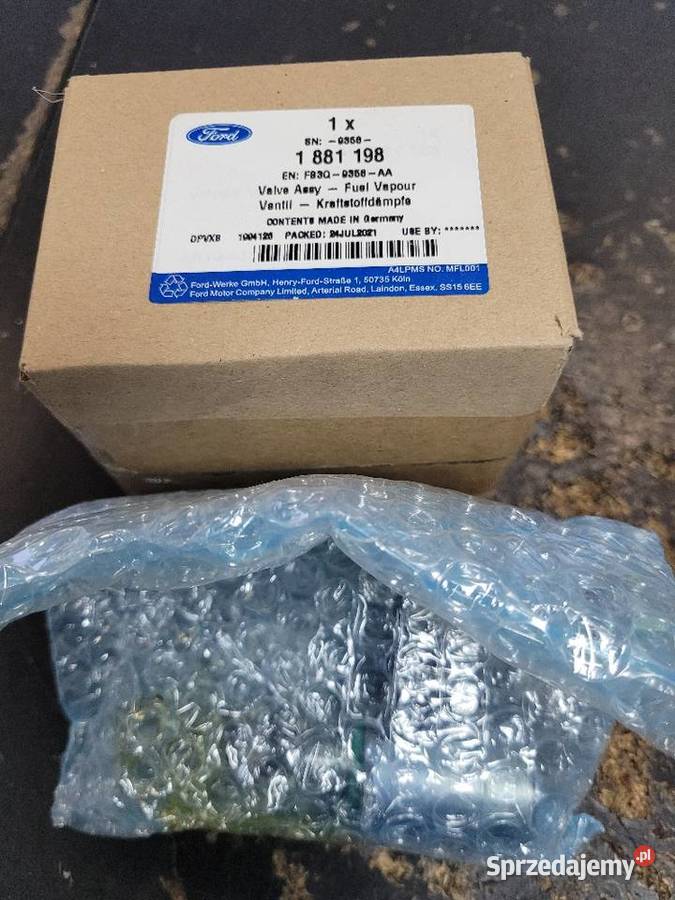 Ford
1 x
SN: -9356-
1 881 198
EN: F83Q-9356-AA
Valve Assy - Fuel Vapour
Ventil - Kraftstoffdämpfe
CONTENTS MADE IN Germany
DPVXB 1994126 PACKED: 24JUL2021 USE BY: *******
A4LPMS NO. MFL001
Ford-Werke GmbH, Henry-Ford-Straße 1, 50735 Köln
Ford Motor Company Limited, Arterial Road, Laindon, Essex, SS15 6EE
Sprzedajemy.pl